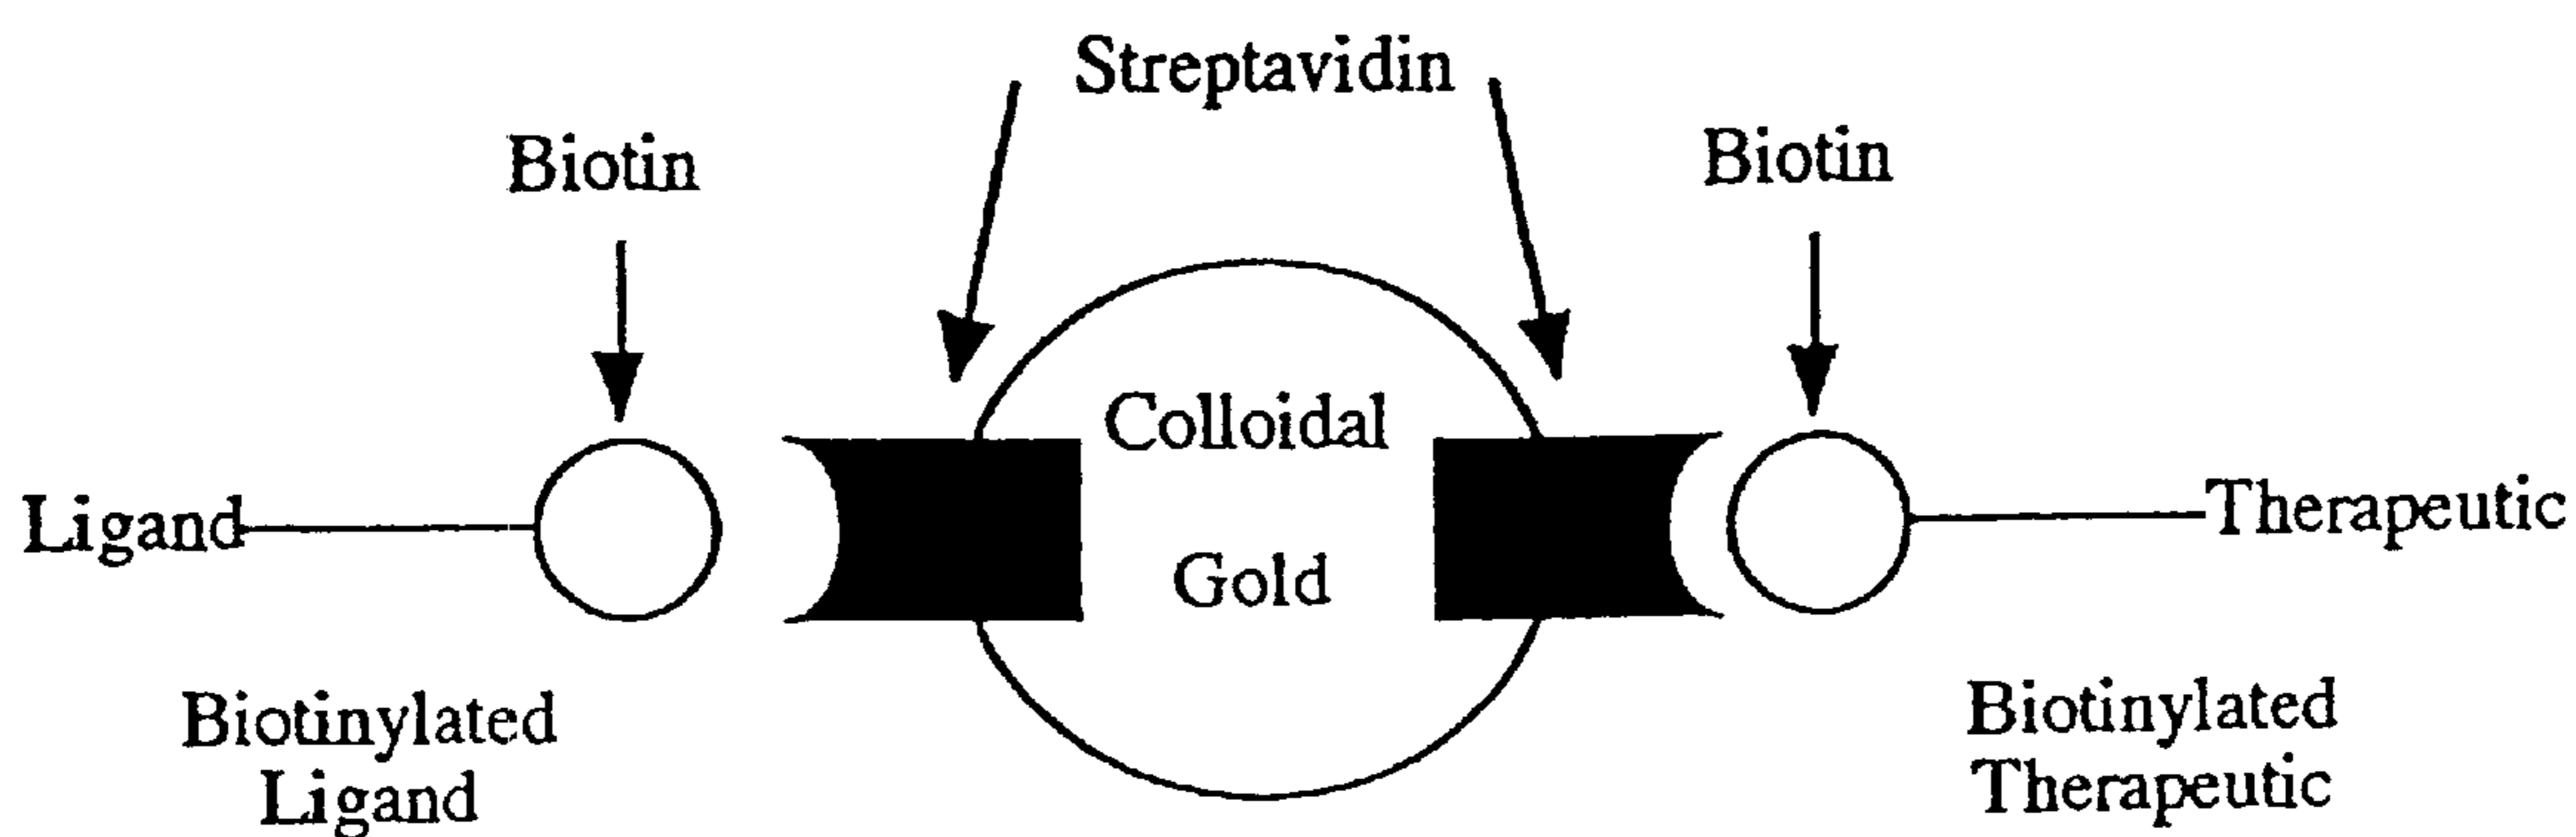 Streptavidin
Biotin
Biotin
Colloidal
Gold
Ligand
Therapeutic
Biotinylated
Ligand
Biotinylated
Therapeutic